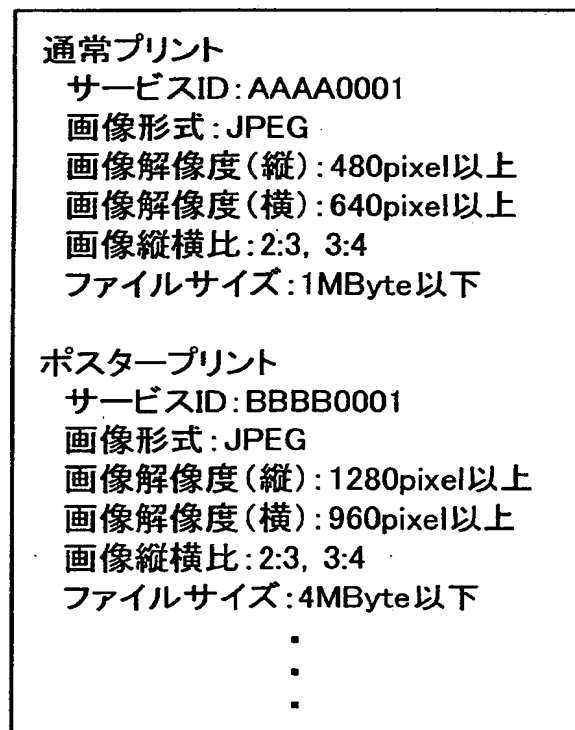 通常プリント
サービスID:AAAA0001
画像形式:JPEG
画像解像度(縦):480pixel以上
画像解像度(横):640pixel以上
画像縦横比:2:3, 3:4
ファイルサイズ:1MByte以下
ポスタープリント
サービスID:BBBB0001
画像形式:JPEG
画像解像度(縦):1280pixel以上
画像解像度(横):960pixel以上
画像縦横比:2:3, 3:4
ファイルサイズ:4MByte以下